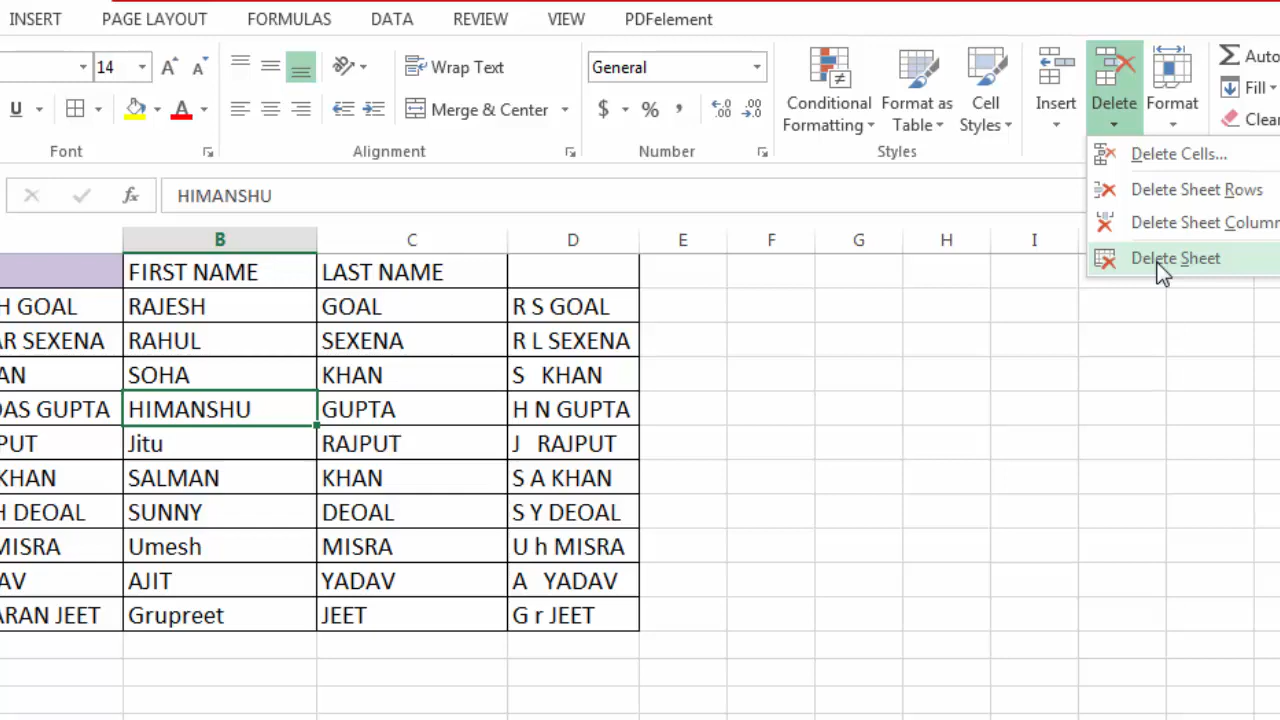 INSERT PAGE LAYOUT FORMULAS DATA REVIEW VIEW PDFelement
14 A A Wrap Text General Conditional Formatting Format as Table Cell Styles Insert Delete Format Auto
U A Merge & Center $ % , .0 .00 Fill
Clear
Font Alignment Number Styles
Delete Cells...
Delete Sheet Rows
Delete Sheet Column
Delete Sheet
fx HIMANSHU
B C D E F G H I
FIRST NAME LAST NAME
H GOAL RAJESH GOAL R S GOAL
AR SEXENA RAHUL SEXENA R L SEXENA
AN SOHA KHAN S KHAN
DAS GUPTA HIMANSHU GUPTA H N GUPTA
PUT Jitu RAJPUT J RAJPUT
KHAN SALMAN KHAN S A KHAN
H DEOAL SUNNY DEOAL S Y DEOAL
MISRA Umesh MISRA U h MISRA
AV AJIT YADAV A YADAV
ARAN JEET Grupreet JEET G r JEET